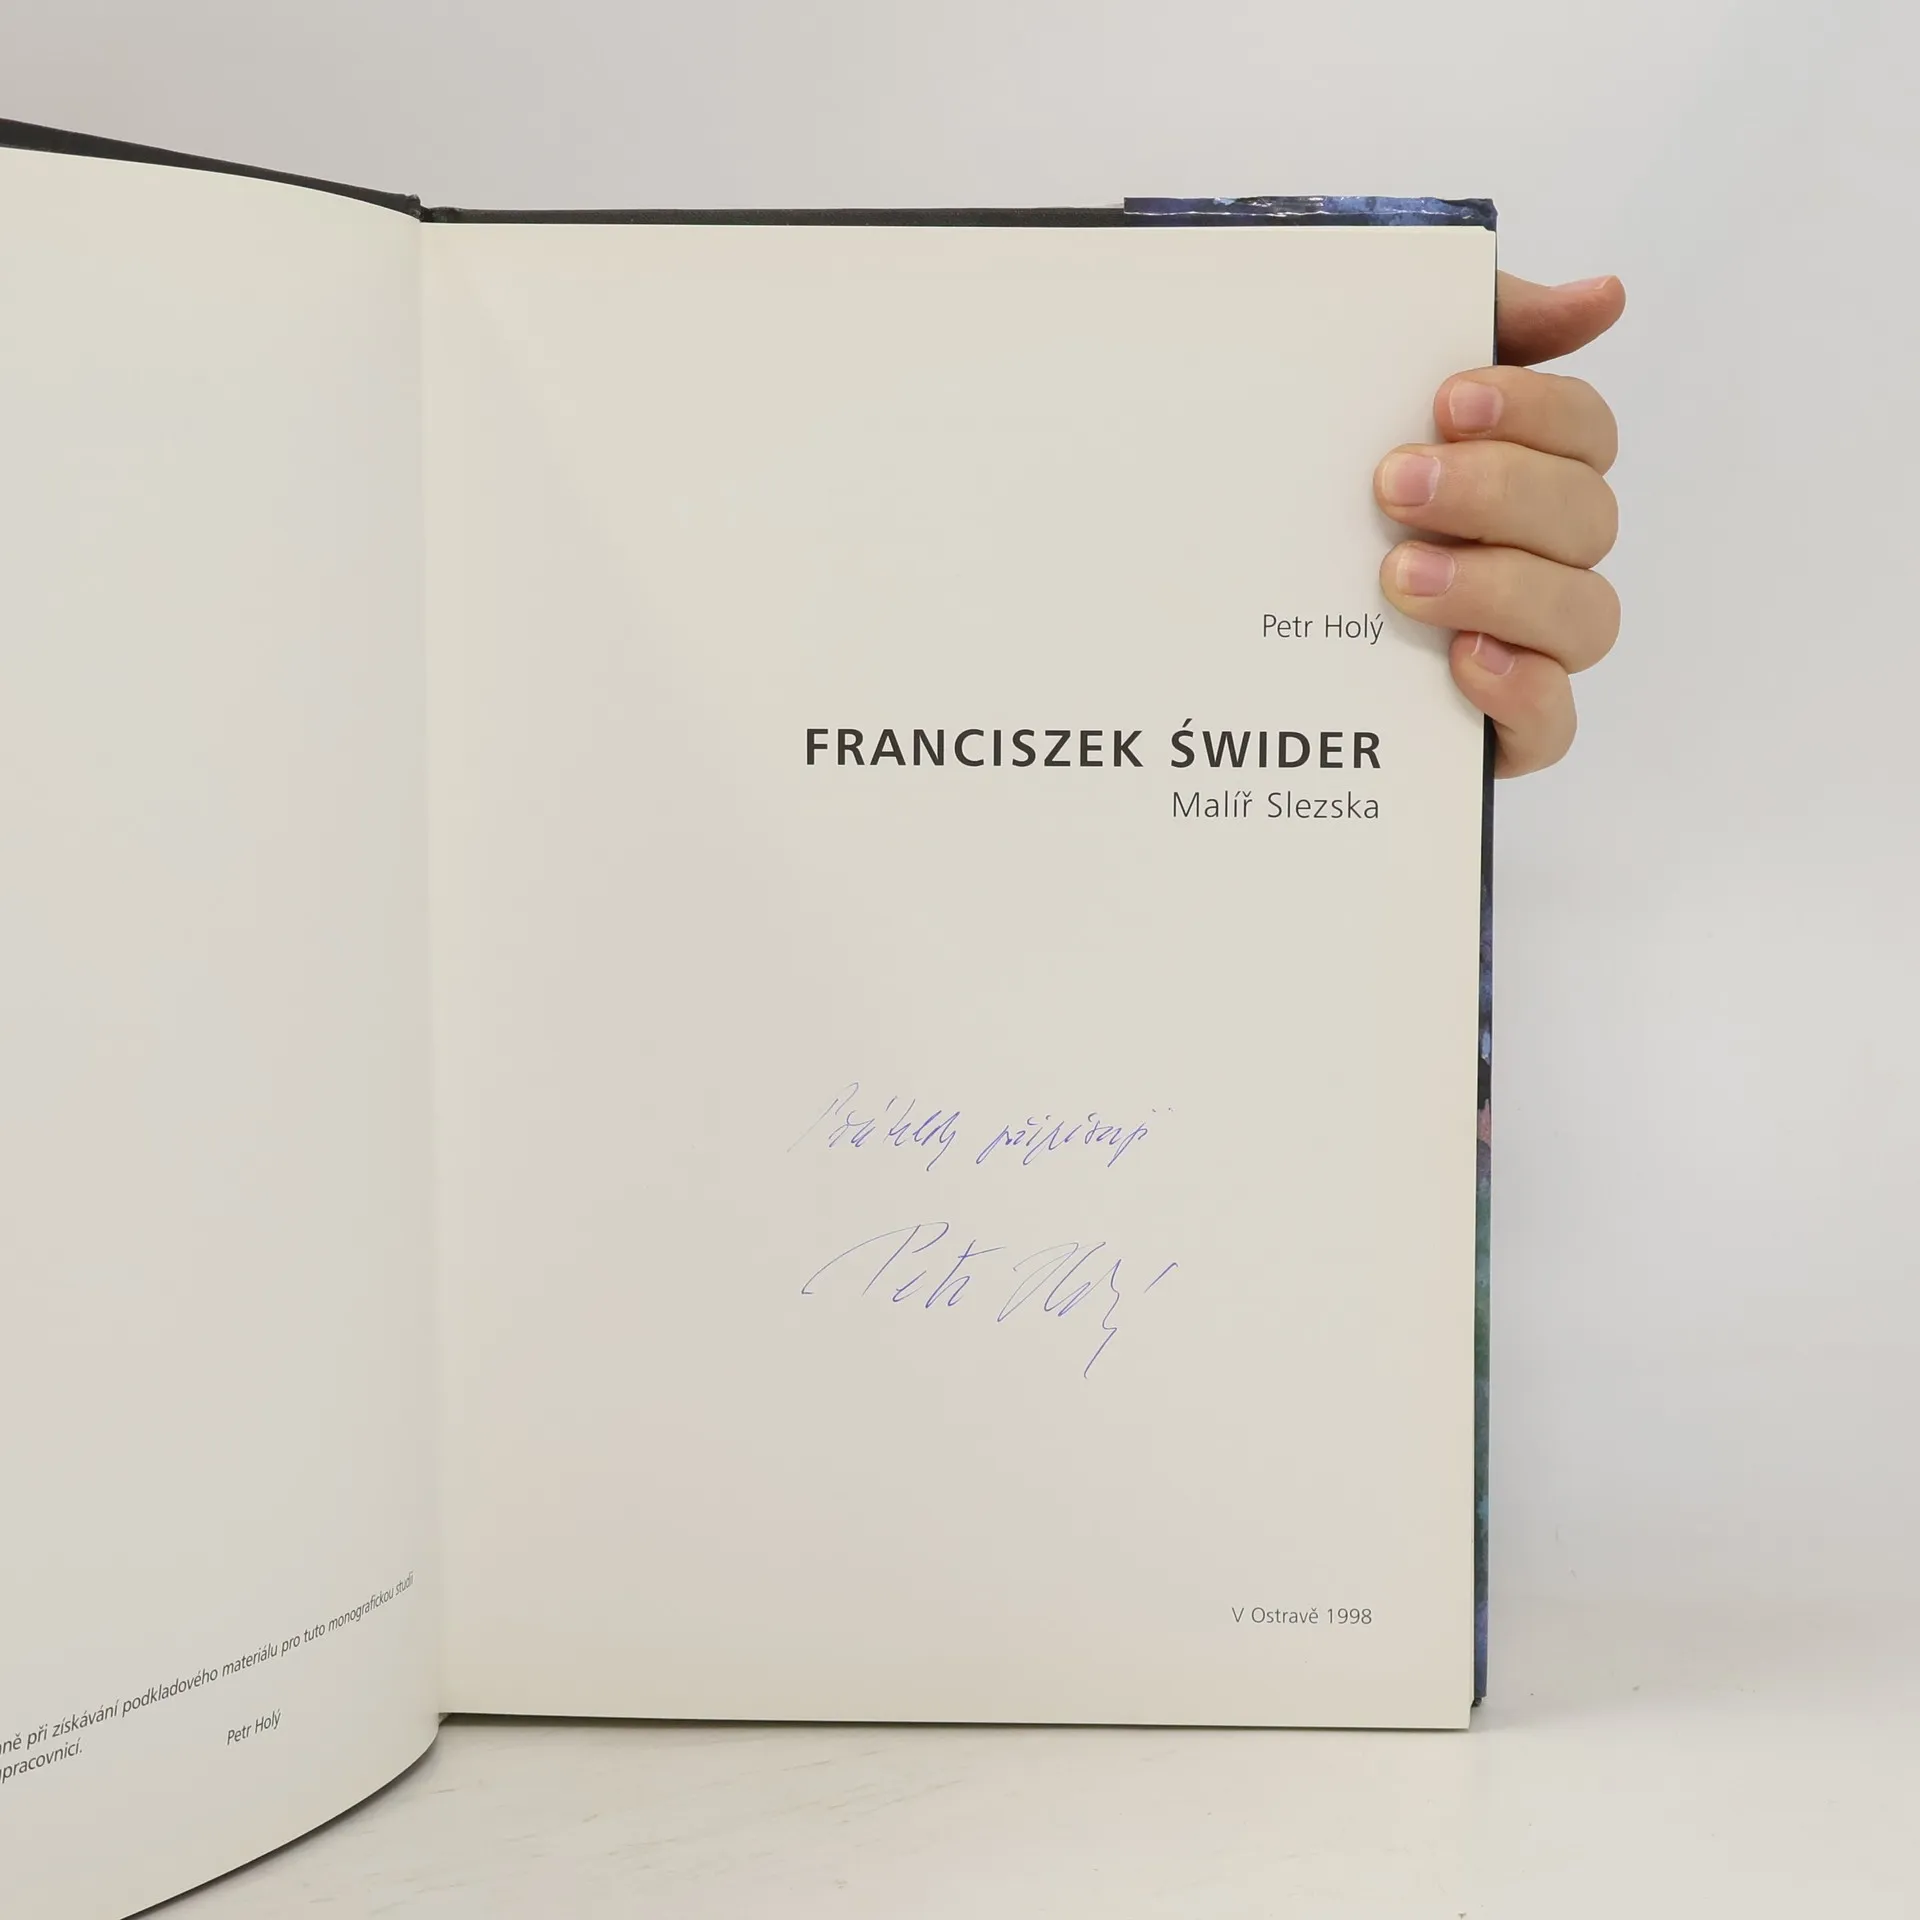 ně při získávání podkladového materiálu pro tuto monografickou studii
pracovnicí.
Petr Holý
Petr Holý
FRANCISZEK ŚWIDER
Malíř Slezska
připisuji
Petr Holý
V Ostravě 1998